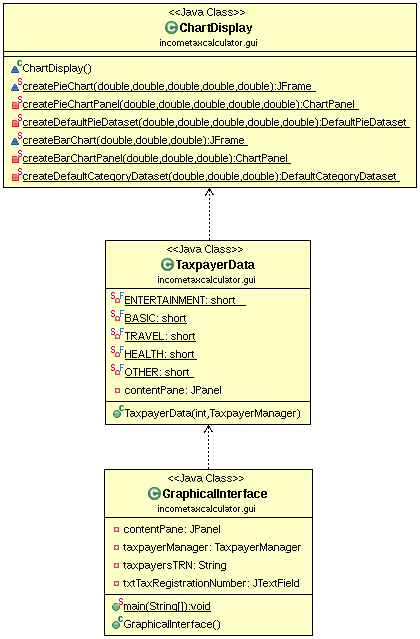 <<Java Class>>
ChartDisplay
incometaxcalculator.gui
ChartDisplay()
createPieChart(double,double,double,double,double):JFrame
createPieChartPanel(double,double,double,double,double):ChartPanel
createDefaultPieDataset(double,double,double,double,double):DefaultPieDataset
createBarChart(double,double,double):JFrame
createBarChartPanel(double,double,double):ChartPanel
createDefaultCategoryDataset(double,double,double):DefaultCategoryDataset
<<Java Class>>
TaxpayerData
incometaxcalculator.gui
ENTERTAINMENT: short
BASIC: short
TRAVEL: short
HEALTH: short
OTHER: short
contentPane: JPanel
TaxpayerData(int,TaxpayerManager)
<<Java Class>>
GraphicalInterface
incometaxcalculator.gui
contentPane: JPanel
taxpayerManager: TaxpayerManager
taxpayersTRN: String
txtTaxRegistrationNumber: JTextField
main(String[]):void
GraphicalInterface()